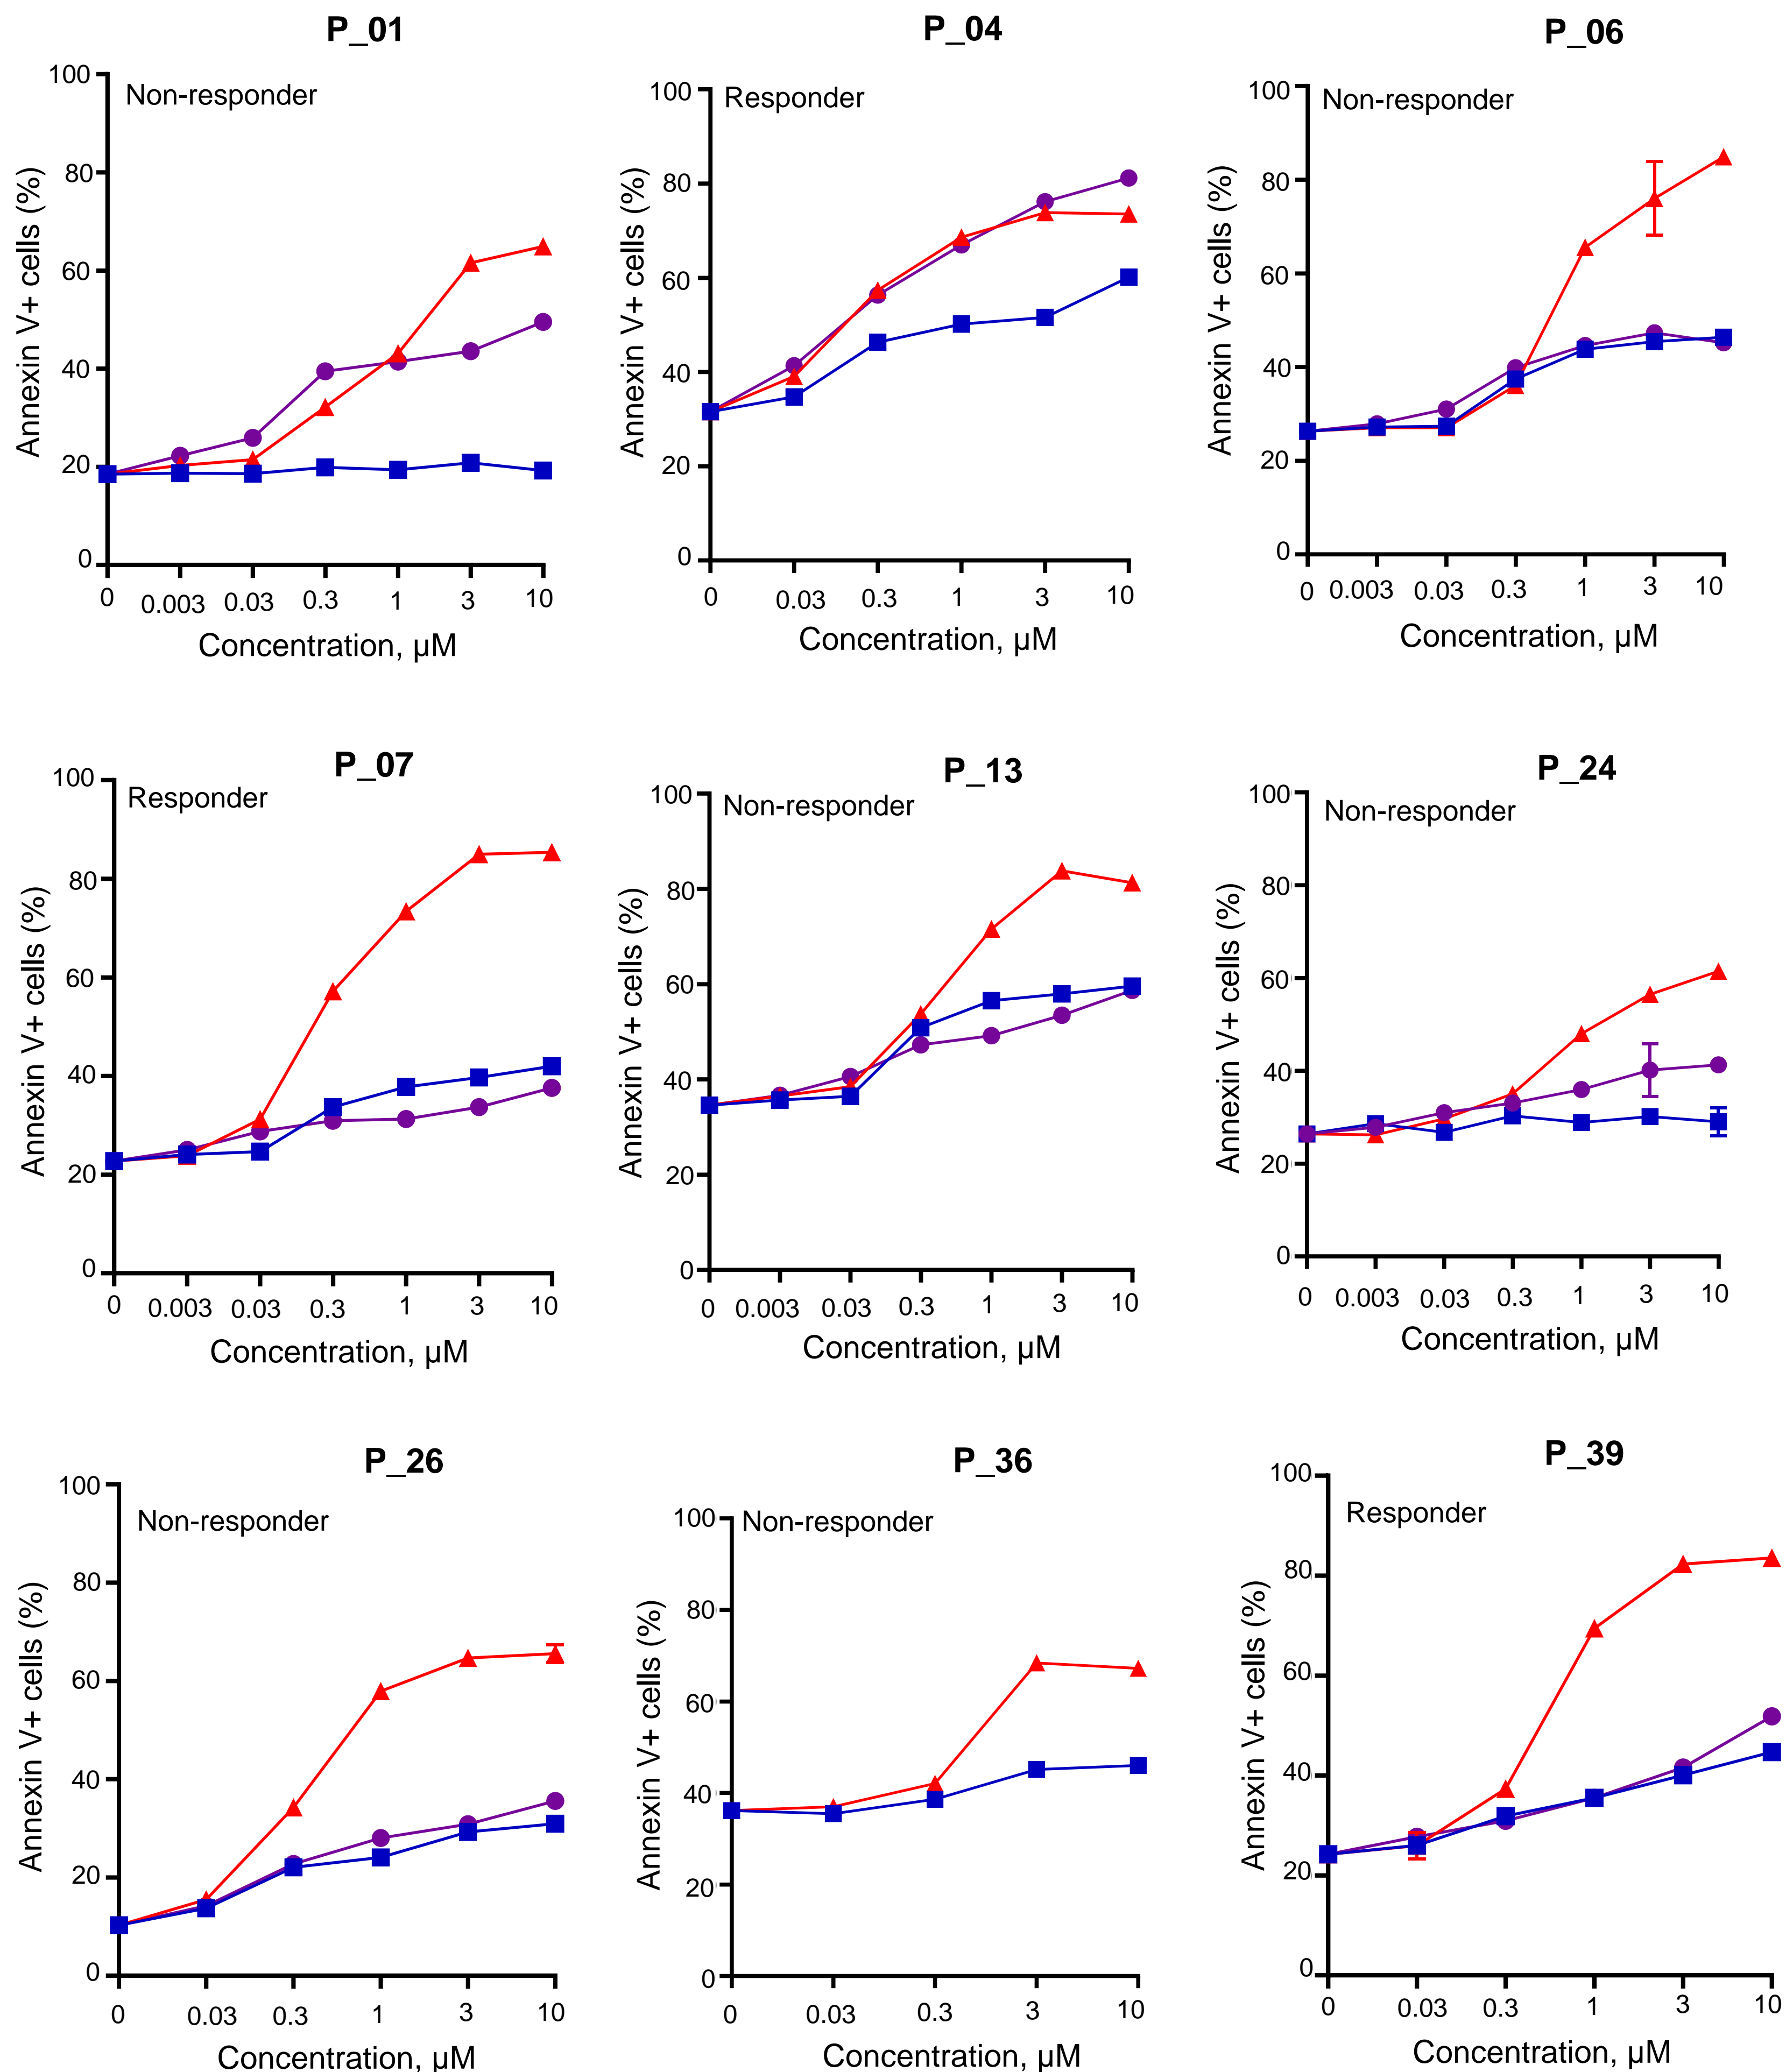 P_01
Non-responder
100
80
60
40
20
0
Annexin V+ cells (%)
0 0.003 0.03 0.3 1 3 10
Concentration, µM
P_04
Responder
100
80
60
40
20
0
Annexin V+ cells (%)
0 0.03 0.3 1 3 10
Concentration, µM
P_06
Non-responder
100
80
60
40
20
0
Annexin V+ cells (%)
0 0.003 0.03 0.3 1 3 10
Concentration, µM
P_07
Responder
100
80
60
40
20
0
Annexin V+ cells (%)
0 0.003 0.03 0.3 1 3 10
Concentration, µM
P_13
Non-responder
100
80
60
40
20
0
Annexin V+ cells (%)
0 0.003 0.03 0.3 1 3 10
Concentration, µM
P_24
Non-responder
100
80
60
40
20
0
Annexin V+ cells (%)
0 0.003 0.03 0.3 1 3 10
Concentration, µM
P_26
Non-responder
100
80
60
40
20
0
Annexin V+ cells (%)
0 0.03 0.3 1 3 10
Concentration, µM
P_36
Non-responder
100
80
60
40
20
0
Annexin V+ cells (%)
0 0.03 0.3 1 3 10
Concentration, µM
P_39
Responder
100
80
60
40
20
0
Annexin V+ cells (%)
0 0.03 0.3 1 3 10
Concentration, µM